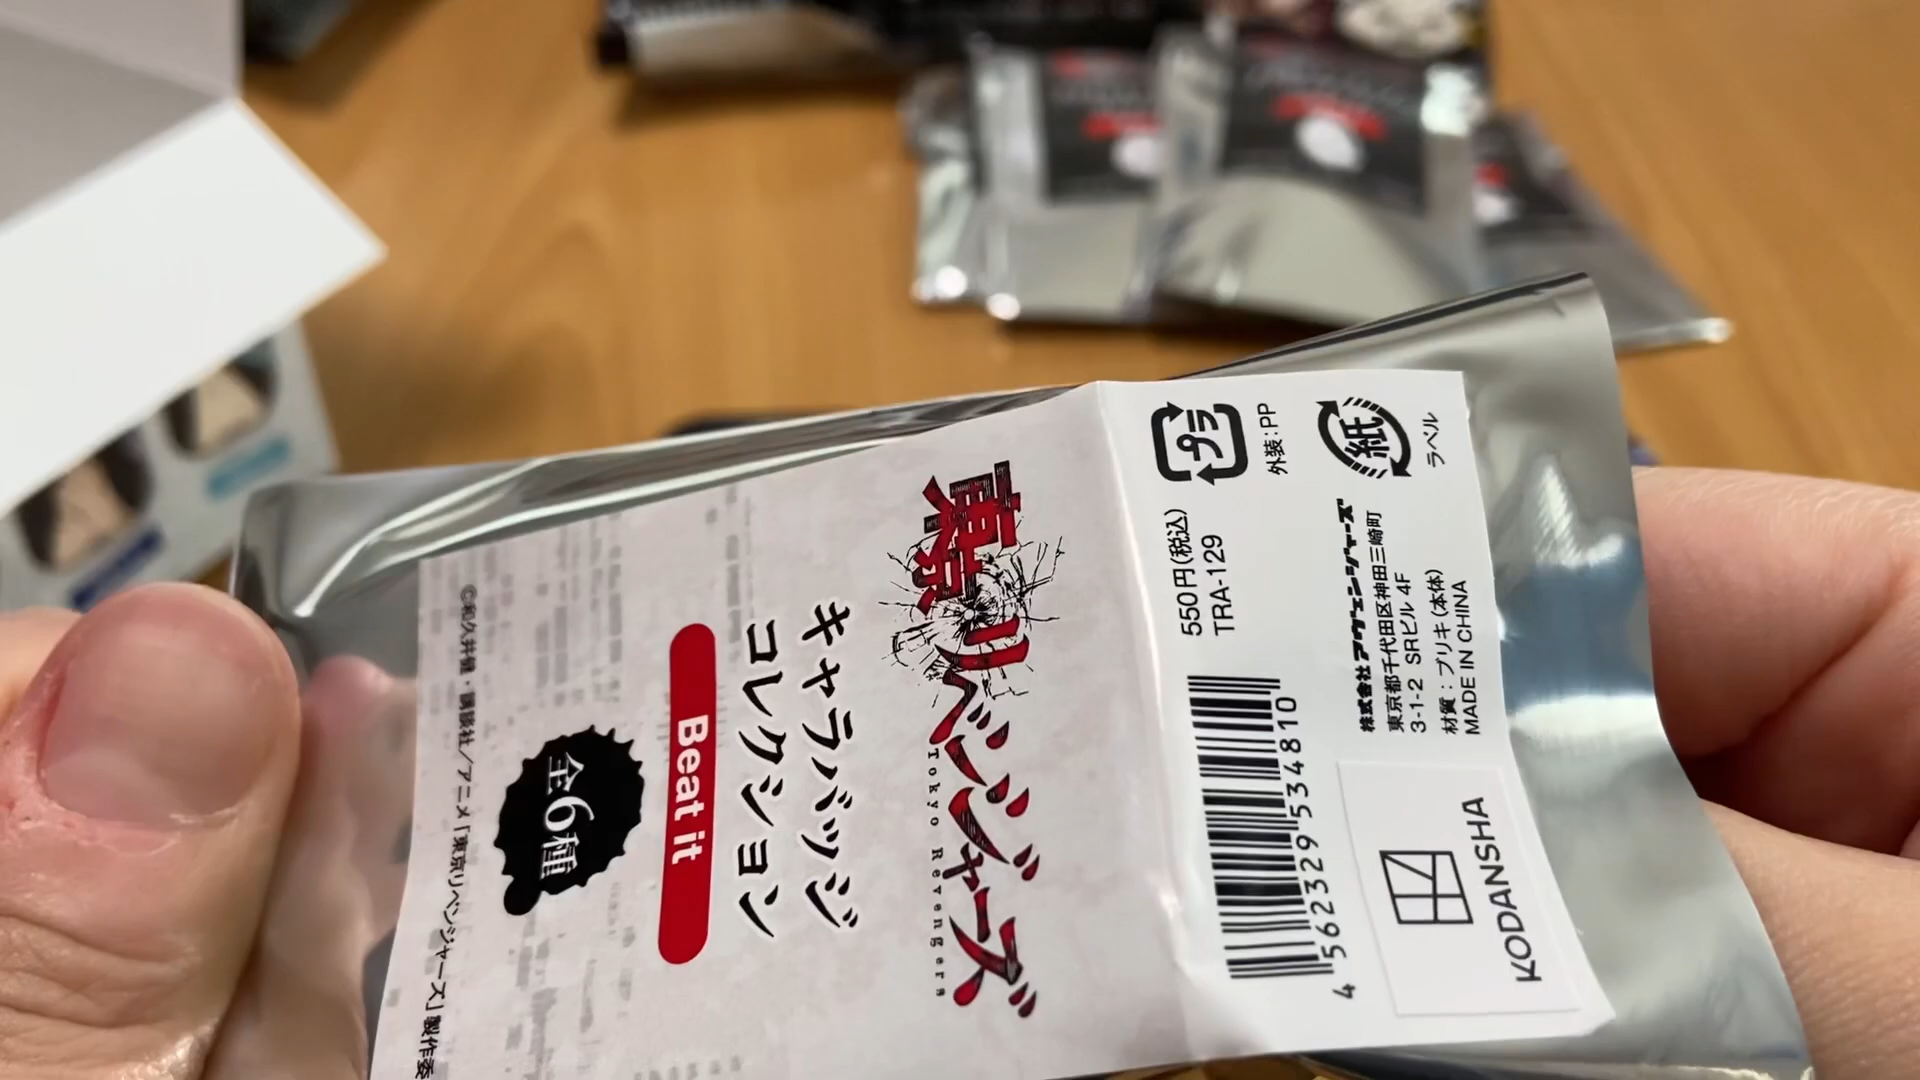 東京リベンジャーズ
Tokyo Revengers
キャラバッジ
コレクション
Beat it
全6種
©和久井健・講談社／アニメ「東京リベンジャーズ」製作委
プラ
外装:PP
紙
ラベル
550円(税込)
TRA-129
4 562329 534810
株式会社アヴェンジャーズ
東京都千代田区神田三崎町
3-1-2 SRビル 4F
材質：ブリキ(本体)
MADE IN CHINA
KODANSHA